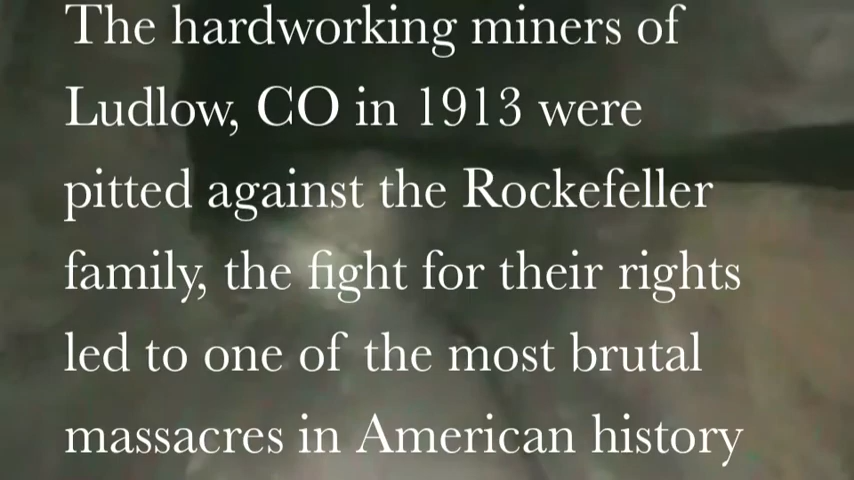 The hardworking miners of
Ludlow, CO in 1913 were
pitted against the Rockefeller
family, the fight for their rights
led to one of the most brutal
massacres in American history